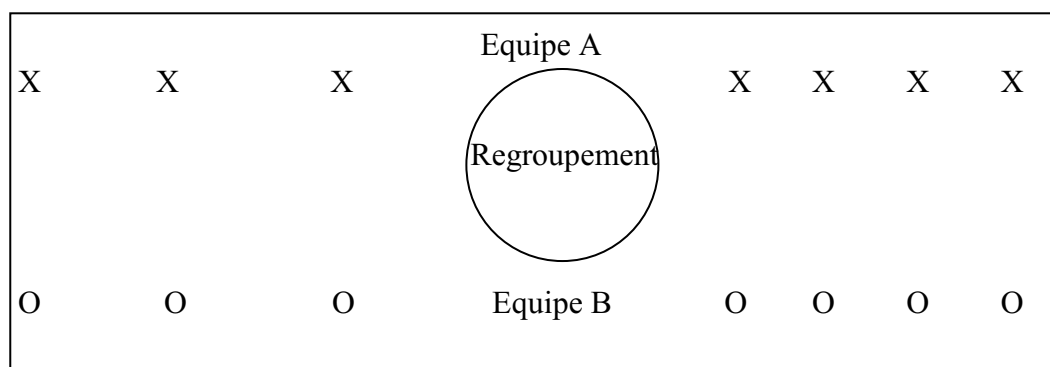 Equipe A
X X X X X X X
Regroupement
O O O Equipe B O O O O